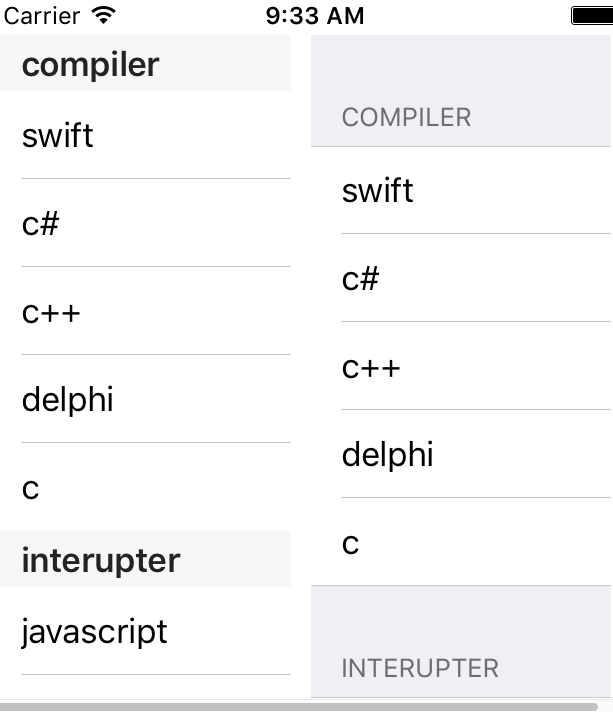 Carrier 9:33 AM
compiler
swift
c#
c++
delphi
c
interupter
javascript
COMPILER
swift
c#
c++
delphi
c
INTERUPTER